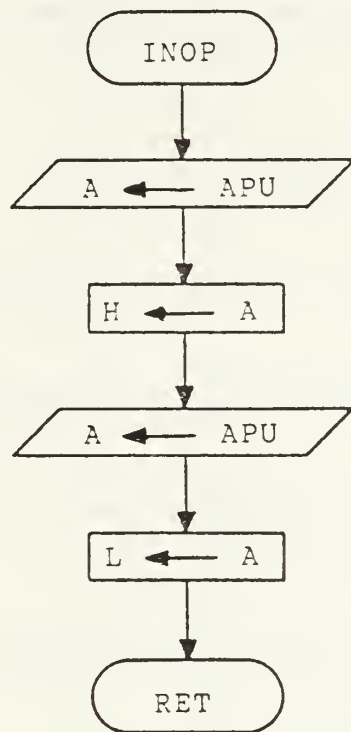 INOP
A ← APU
H ← A
A ← APU
L ← A
RET